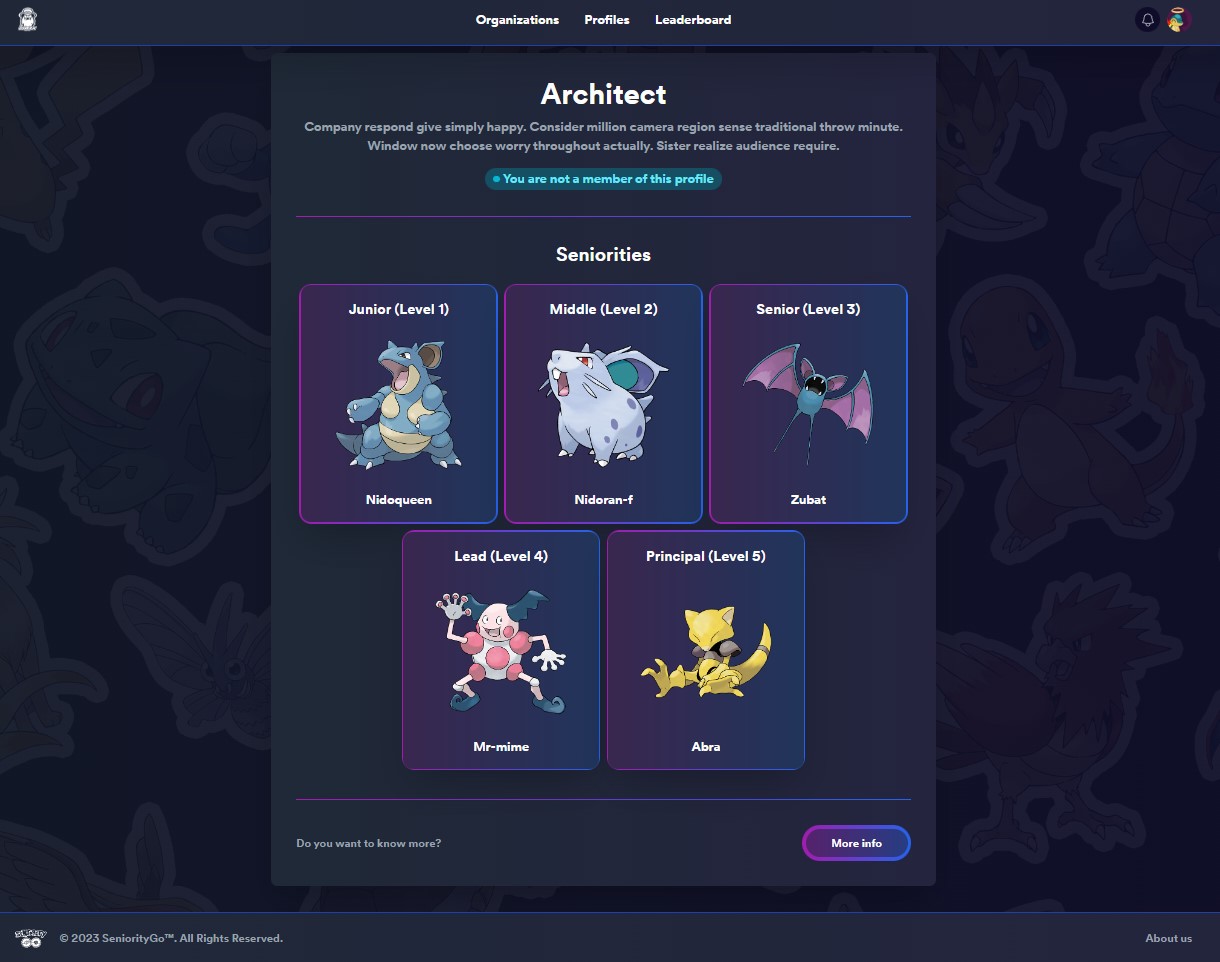 Organizations Profiles Leaderboard
Architect
Company respond give simply happy. Consider million camera region sense traditional throw minute.
Window now choose worry throughout actually. Sister realize audience require.
You are not a member of this profile
Seniorities
Junior (Level 1)
Nidoqueen
Middle (Level 2)
Nidoran-f
Senior (Level 3)
Zubat
Lead (Level 4)
Mr-mime
Principal (Level 5)
Abra
Do you want to know more?
More info
SENIORITY
GO
© 2023 SeniorityGo™. All Rights Reserved.
About us